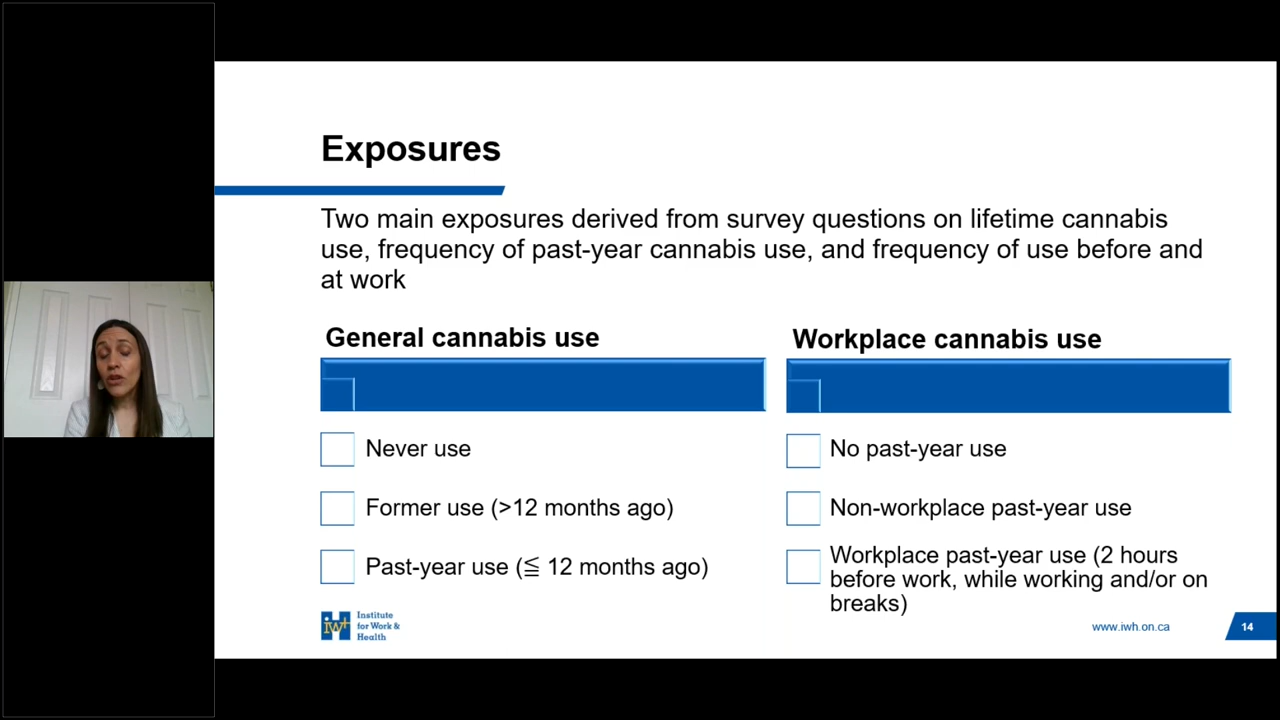 Exposures
Two main exposures derived from survey questions on lifetime cannabis
use, frequency of past-year cannabis use, and frequency of use before and
at work
General cannabis use
Never use
Former use (>12 months ago)
Past-year use (≦ 12 months ago)
Workplace cannabis use
No past-year use
Non-workplace past-year use
Workplace past-year use (2 hours
before work, while working and/or on
breaks)
iwh
Institute
for Work &
Health
www.iwh.on.ca
14